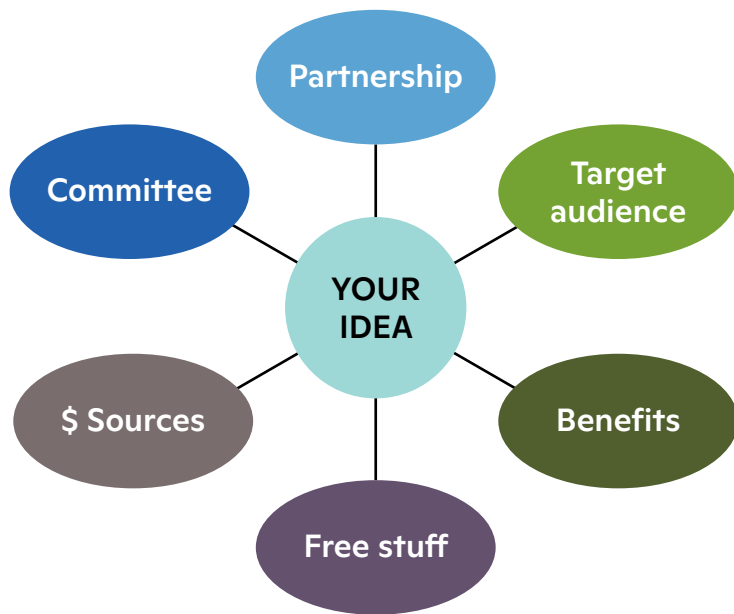 Partnership
Committee
Target
audience
YOUR
IDEA
$ Sources
Benefits
Free stuff